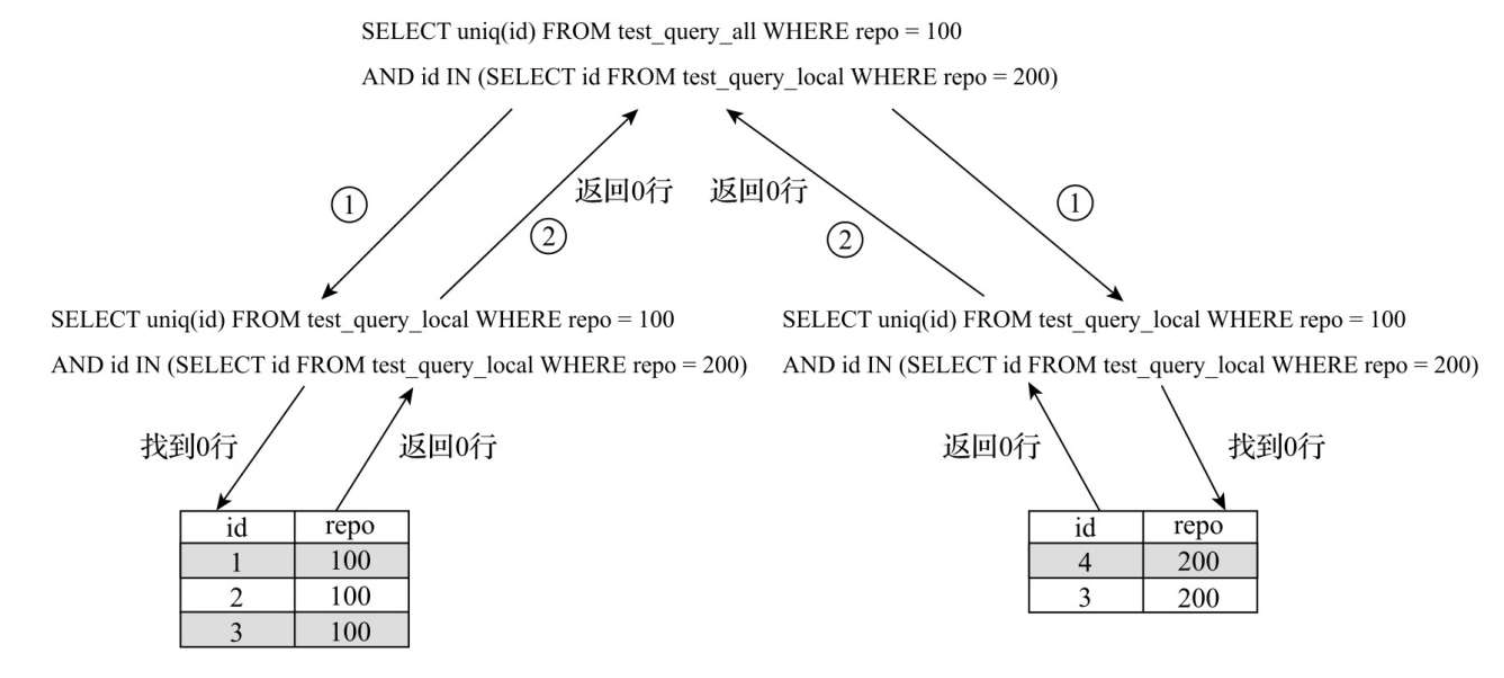 SELECT uniq(id) FROM test_query_all WHERE repo = 100
AND id IN (SELECT id FROM test_query_local WHERE repo = 200)
①
返回0行
②
返回0行
②
①
SELECT uniq(id) FROM test_query_local WHERE repo = 100
AND id IN (SELECT id FROM test_query_local WHERE repo = 200)
SELECT uniq(id) FROM test_query_local WHERE repo = 100
AND id IN (SELECT id FROM test_query_local WHERE repo = 200)
找到0行
返回0行
返回0行
找到0行
id repo
1 100
2 100
3 100
id repo
4 200
3 200